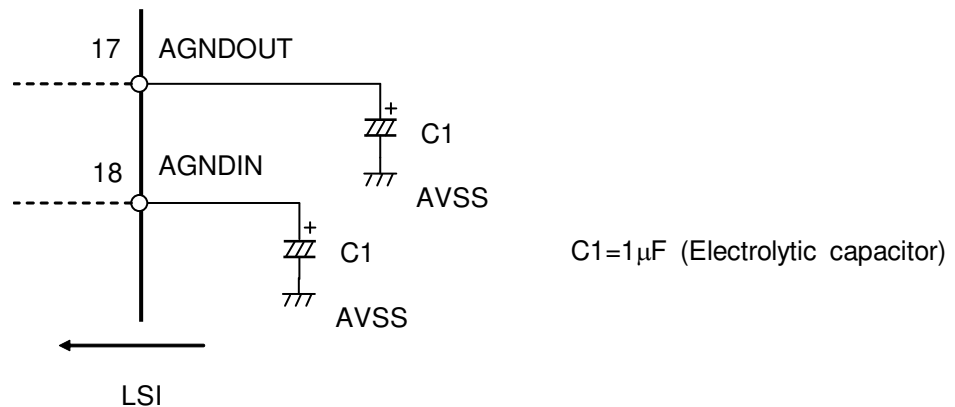 17 AGNDOUT
+
C1
AVSS
18 AGNDIN
+
C1
AVSS
C1=1μF (Electrolytic capacitor)
LSI